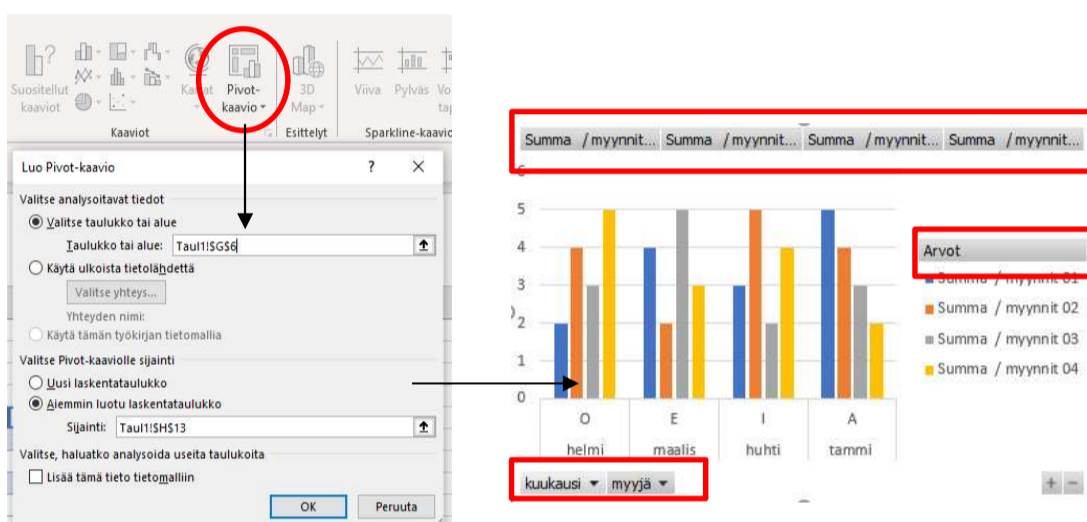 Suositellut
kaaviot
Pivot-
kaavio
3D
Map
Viiva
Pylväs
Kaaviot
Esittelyt
Luo Pivot-kaavio
?
Valitse analysoitavat tiedot
Valitse taulukko tai alue
Taulukko tai alue: Taul1!$G$6
Käytä ulkoista tietolähdettä
Valitse yhteys...
Yhteyden nimi:
Käytä tämän työkirjan tietomallia
Valitse Pivot-kaaviolle sijainti
Uusi laskentataulukko
Aiemmin luotu laskentataulukko
Sijainti: Taul1!$H$13
Valitse, haluatko analysoida useita taulukoita
Lisää tämä tieto tietomalliin
OK
Peruuta
Summa / myynnit... Summa / myynnit... Summa / myynnit... Summa / myynnit...
5
4
3
2
1
0
O E I A
helmi maalis huhti tammi
kuukausi myyjä
Arvot
Summa / myynnit 01
Summa / myynnit 02
Summa / myynnit 03
Summa / myynnit 04
+ −